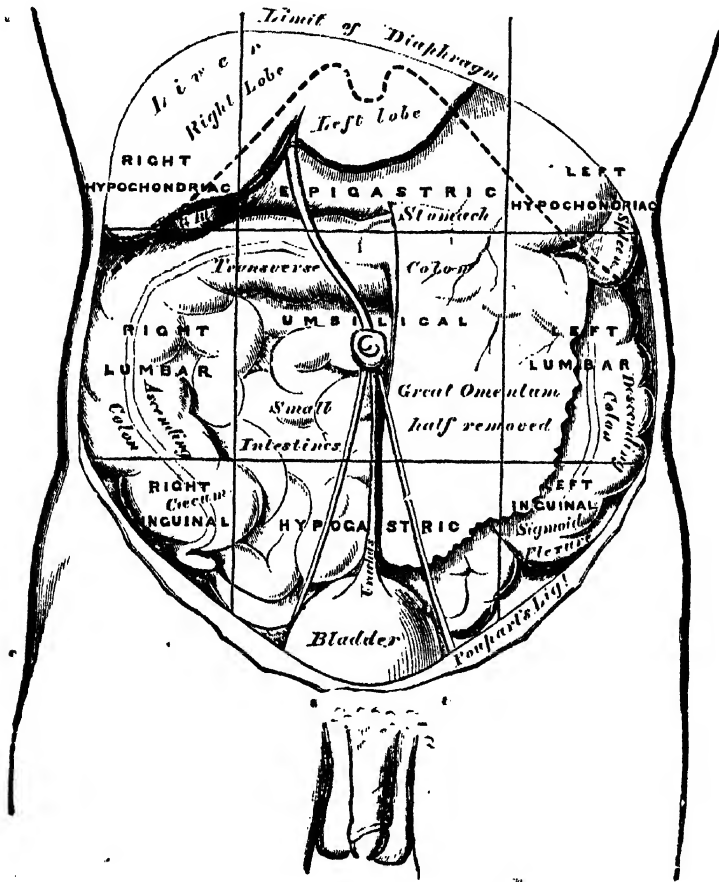 Limit of Diaphragm
Liver
Right Lobe
Left lobe
RIGHT
HYPOCHONDRIAC
EPIGASTRIC
LEFT
HYPOCHONDRIAC
Stomach
Spleen
Transverse Colon
UMBILICAL
RIGHT
LUMBAR
LEFT
LUMBAR
Ascending
Colon
Small
Intestines
Great Omentum
half removed
Descending
Colon
RIGHT
Cæcum
INGUINAL
HYPOGASTRIC
LEFT
INGUINAL
Sigmoid
Flexure
Urachus
Bladder
Poupart's Ligt